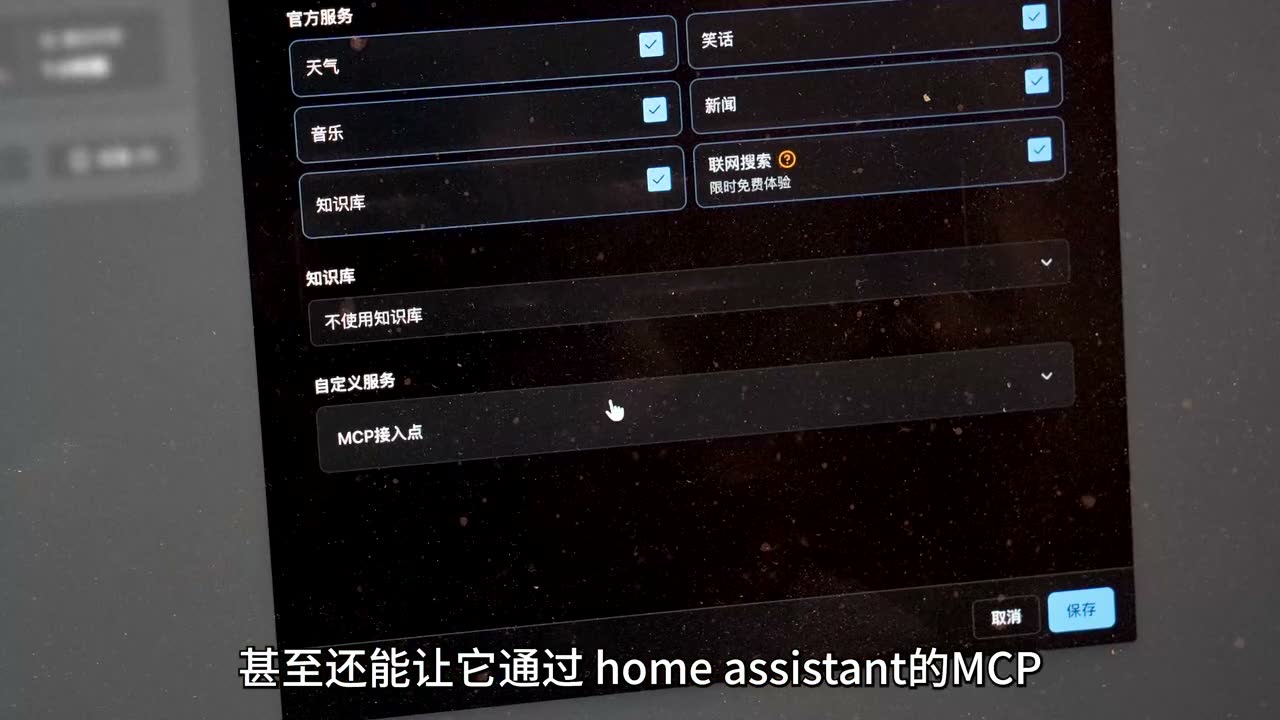 官方服务
天气
笑话
音乐
新闻
知识库
联网搜索
限时免费体验
知识库
不使用知识库
自定义服务
MCP接入点
取消
保存
甚至还能让它通过 home assistant的MCP